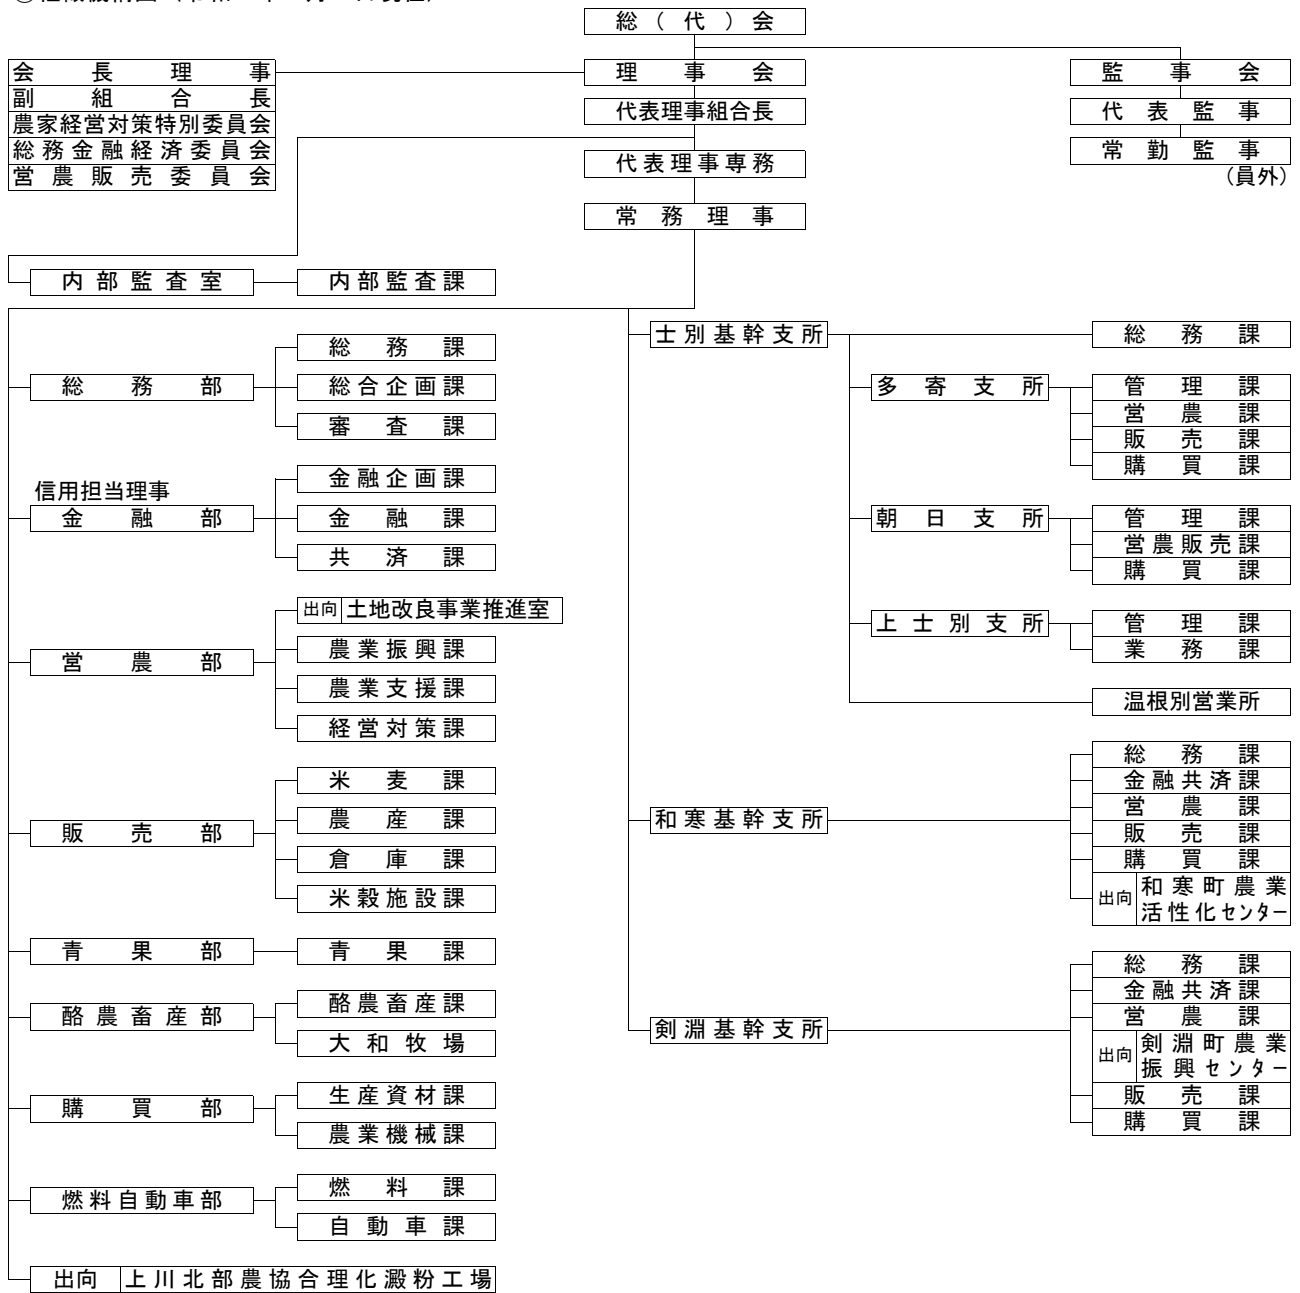 総（代）会
会長理事
副組合長
農家経営対策特別委員会
総務金融経済委員会
営農販売委員会
理事会
代表理事組合長
代表理事専務
常務理事
監事会
代表監事
常勤監事
（員外）
内部監査室
内部監査課
総務部
総務課
総合企画課
審査課
信用担当理事
金融部
金融企画課
金融課
共済課
営農部
出向 土地改良事業推進室
農業振興課
農業支援課
経営対策課
販売部
米麦課
農産課
倉庫課
米穀施設課
青果部
青果課
酪農畜産部
酪農畜産課
大和牧場
購買部
生産資材課
農業機械課
燃料自動車部
燃料課
自動車課
出向 上川北部農協合理化澱粉工場
士別基幹支所
総務課
多寄支所
管理課
営農課
販売課
購買課
朝日支所
管理課
営農販売課
購買課
上士別支所
管理課
業務課
温根別営業所
和寒基幹支所
総務課
金融共済課
営農課
販売課
購買課
出向 和寒町農業
活性化センター
剣淵基幹支所
総務課
金融共済課
営農課
出向 剣淵町農業
振興センター
販売課
購買課